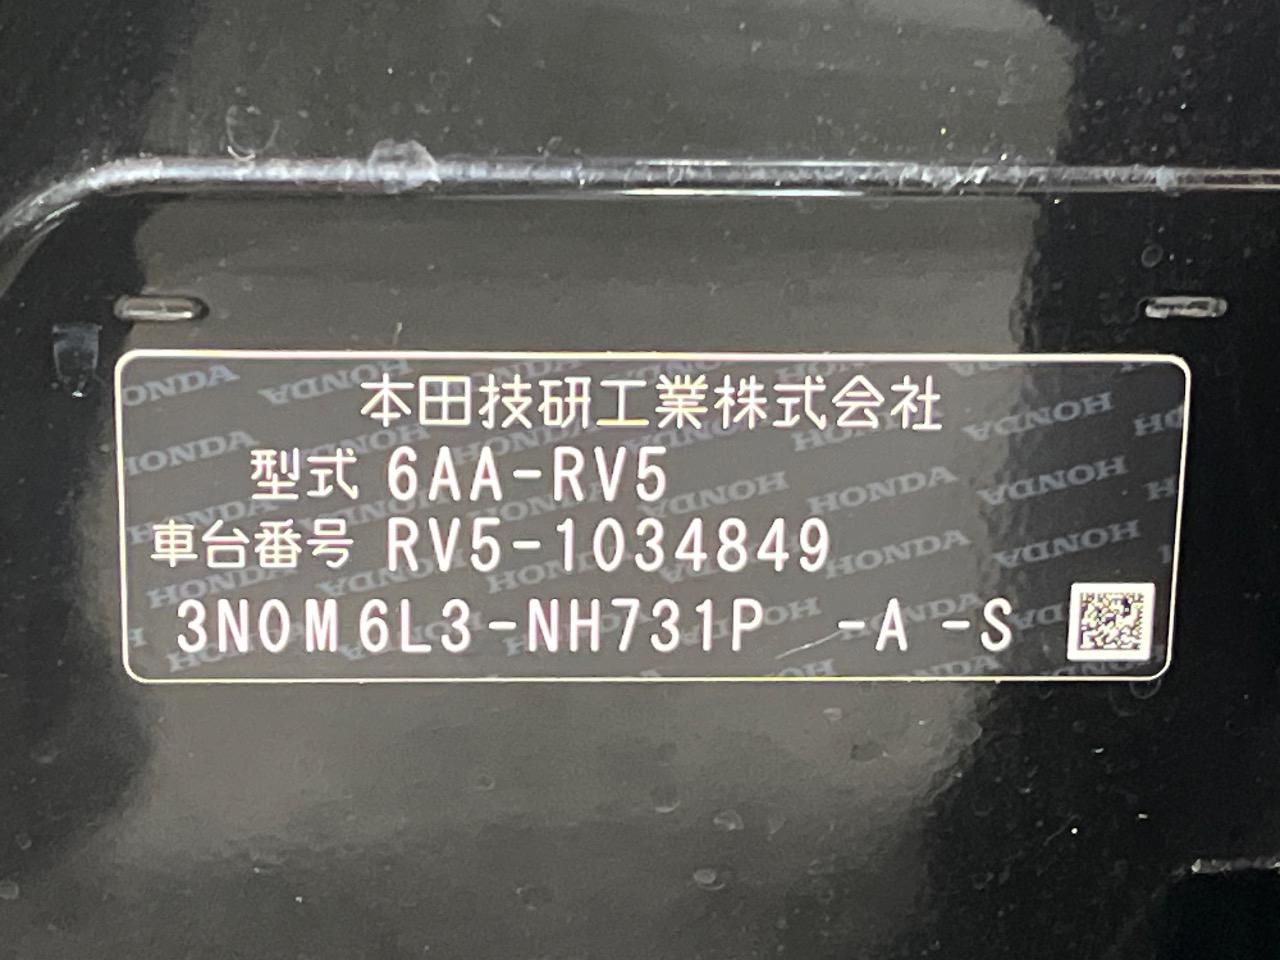 本田技研工業株式会社
型式 6AA-RV5
車台番号 RV5-1034849
3N0M6L3-NH731P -A -S